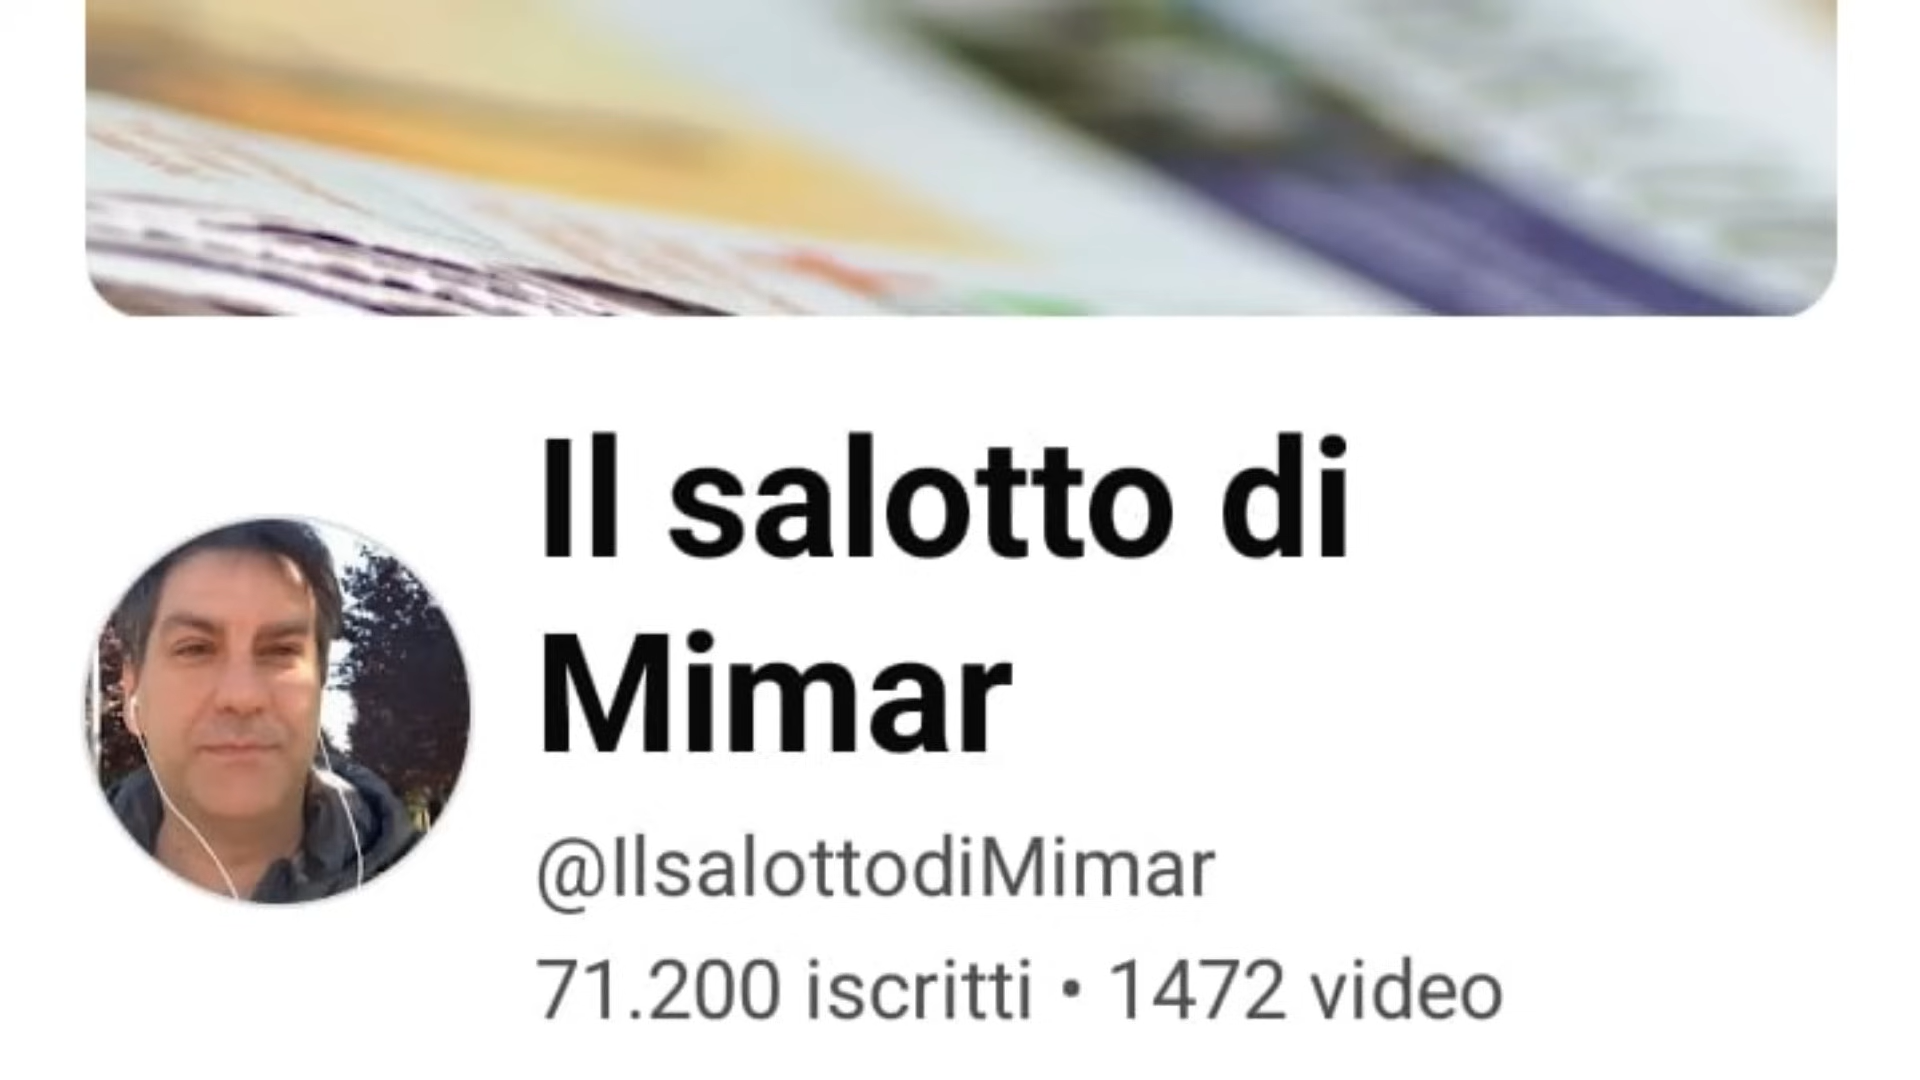 Il salotto di
Mimar
@IlsalottodiMimar
71.200 iscritti • 1472 video